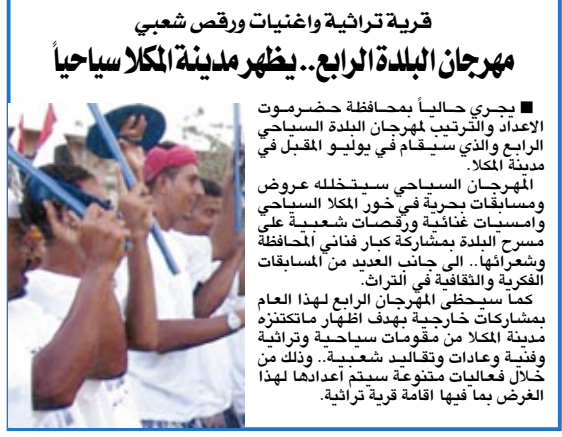 قرية تراثية واغنيات ورقص شعبي
مهرجان البلدة الرابع.. يظهر مدينة المكلا سياحياً
■ يجري حالياً بمحافظة حضرموت
الاعداد والترتيب لمهرجان البلدة السياحي
الرابع والذي سيقام في يوليو المقبل في
مدينة المكلا.
المهرجان السياحي سيتخلله عروض
ومسابقات بحرية في خور المكلا السياحي
وامسيات غنائية ورقصات شعبية على
مسرح البلدة بمشاركة كبار فناني المحافظة
وشعرائها.. الى جانب العديد من المسابقات
الفكرية والثقافية في التراث.
كما سيحظى المهرجان الرابع لهذا العام
بمشاركات خارجية بهدف اظهار ماتكتنزه
مدينة المكلا من مقومات سياحية وتراثية
وفنية وعادات وتقاليد شعبية.. وذلك من
خلال فعاليات متنوعة سيتم اعدادها لهذا
الغرض بما فيها اقامة قرية تراثية.